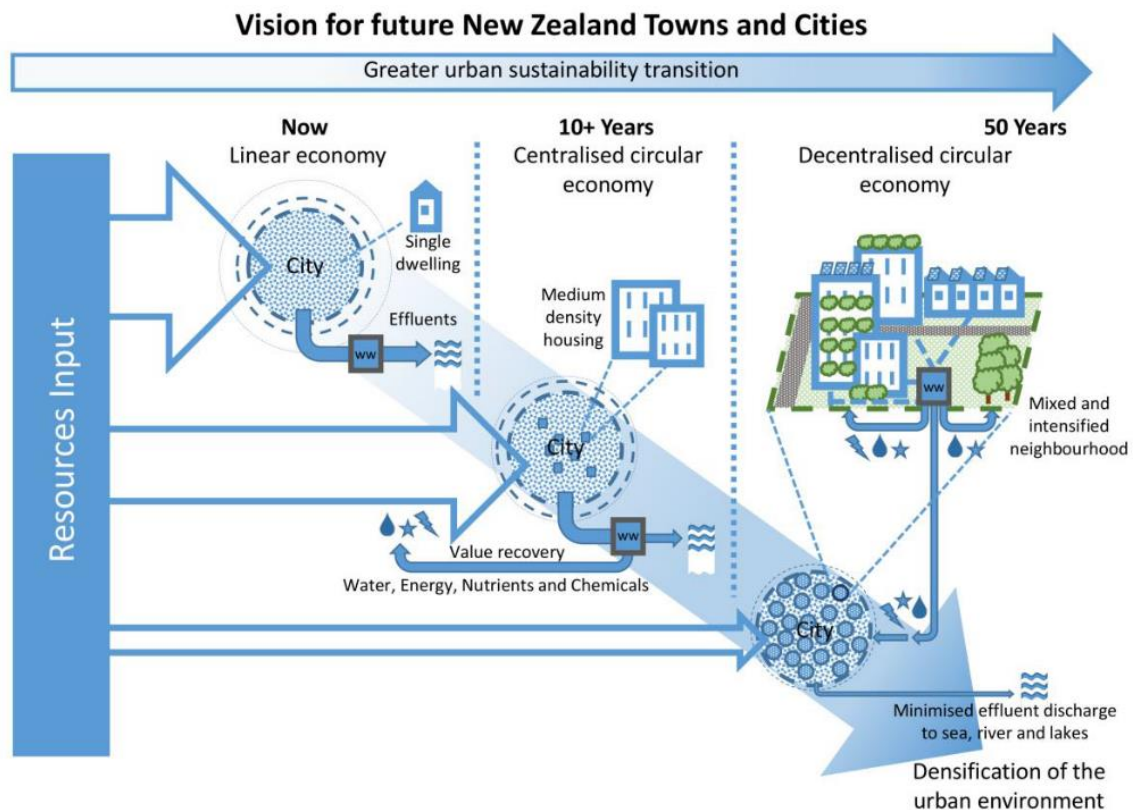 Vision for future New Zealand Towns and Cities
Greater urban sustainability transition
Now
Linear economy
10+ Years
Centralised circular
economy
50 Years
Decentralised circular
economy
Resources Input
City
Single
dwelling
Effluents
ww
Medium
density
housing
City
ww
Value recovery
Water, Energy, Nutrients and Chemicals
ww
Mixed and
intensified
neighbourhood
City
Minimised effluent discharge
to sea, river and lakes
Densification of the
urban environment